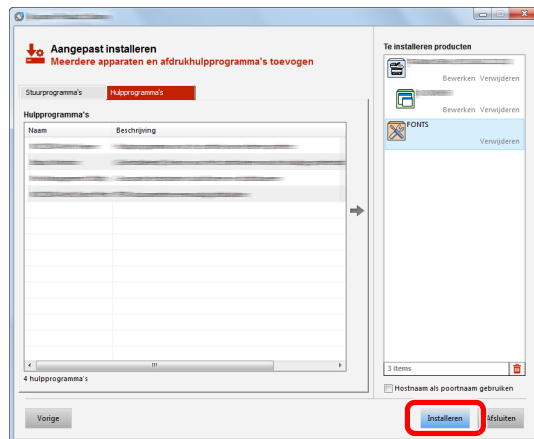 Aangepast installeren
Meerdere apparaten en afdrukhulpprogramma's toevogen
Stuurprogramma's
Hulpprogramma's
Hulpprogramma's
Naam
Beschrijving
4 hulpprogramma's
Te installeren producten
Bewerken Verwijderen
Bewerken Verwijderen
FONTS
Verwijderen
3 items
Hostnaam als poortnaam gebruiken
Vorige
Installeren
Afsluiten